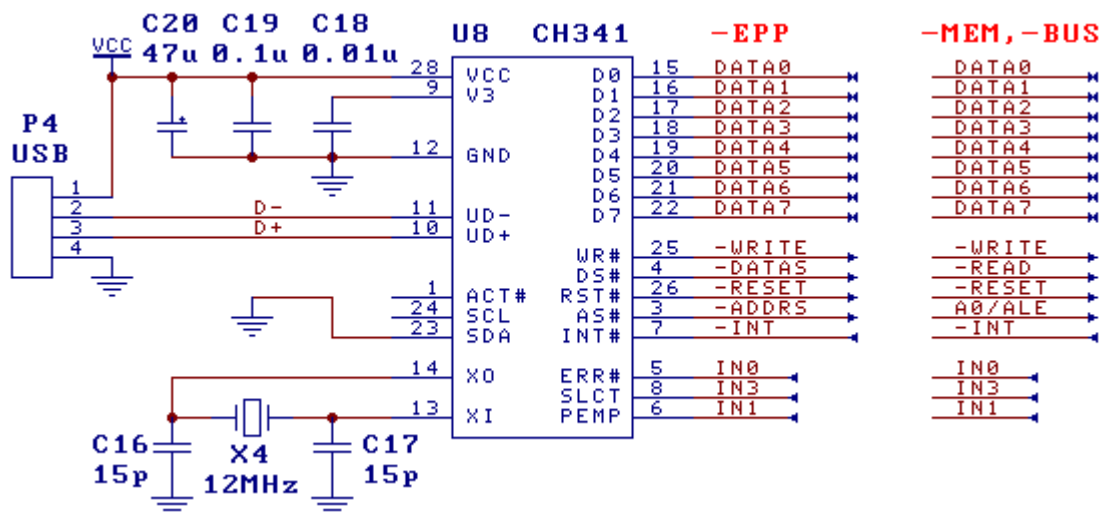 C20 C19 C18 U8 CH341 -EPP -MEM,-BUS
VCC 47u 0.1u 0.01u
28 VCC D0 15 DATA0 DATA0
9 V3 D1 16 DATA1 DATA1
D2 17 DATA2 DATA2
P4 D3 18 DATA3 DATA3
USB 12 GND D4 19 DATA4 DATA4
D5 20 DATA5 DATA5
1 D6 21 DATA6 DATA6
2 D- 11 UD- D7 22 DATA7 DATA7
3 D+ 10 UD+
4 WR# 25 -WRITE -WRITE
DS# 4 -DATAS -READ
1 ACT# RST# 26 -RESET -RESET
24 SCL AS# 3 -ADDRS A0/ALE
23 SDA INT# 7 -INT -INT
14 XO ERR# 5 IN0 IN0
SLCT 8 IN3 IN3
13 XI PEMP 6 IN1 IN1
C16 X4 C17
15p 12MHz 15p